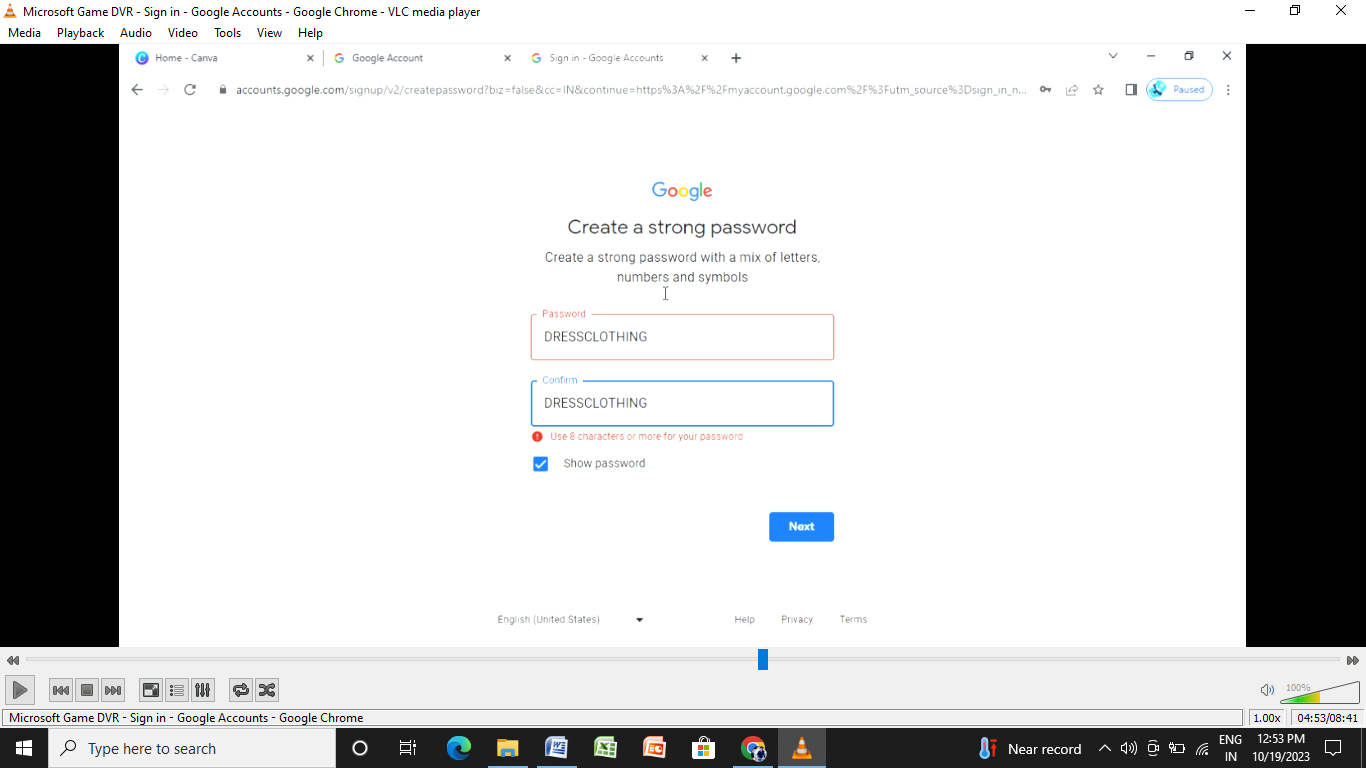 Microsoft Game DVR - Sign in - Google Accounts - Google Chrome - VLC media player
Media Playback Audio Video Tools View Help
Home - Canva Google Account Sign in - Google Accounts
accounts.google.com/signup/v2/createpassword?biz=false&cc=IN&continue=https%3A%2F%2Fmyaccount.google.com%2F%3Futm_source%3Dsign_in_n... Paused
Google
Create a strong password
Create a strong password with a mix of letters,
numbers and symbols
Password
DRESSCLOTHING
Confirm
DRESSCLOTHING
Use 8 characters or more for your password
Show password
Next
English (United States) Help Privacy Terms
100%
Microsoft Game DVR - Sign in - Google Accounts - Google Chrome 1.00x 04:53/08:41
Type here to search Near record ENG IN 12:53 PM 10/19/2023